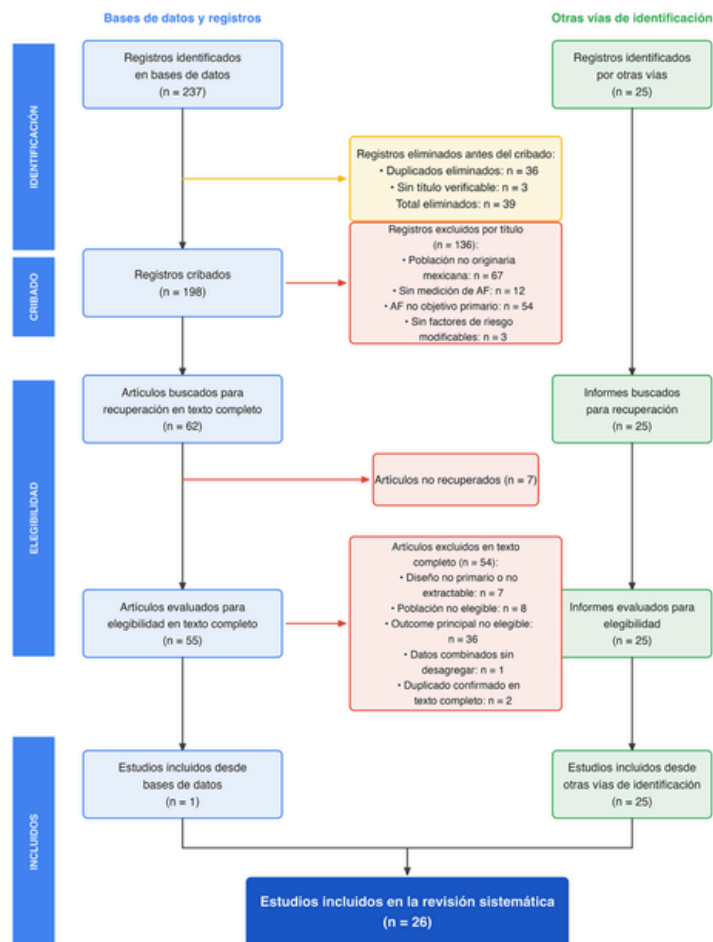 Bases de datos y registros
Otras vías de identificación
IDENTIFICACIÓN
Registros identificados
en bases de datos
(n = 237)
Registros identificados
por otras vías
(n = 25)
Registros eliminados antes del cribado:
• Duplicados eliminados: n = 36
• Sin título verificable: n = 3
Total eliminados: n = 39
CRIBADO
Registros cribados
(n = 198)
Registros excluidos por título
(n = 136):
• Población no originaria
mexicana: n = 67
• Sin medición de AF: n = 12
• AF no objetivo primario: n = 54
• Sin factores de riesgo
modificables: n = 3
ELEGIBILIDAD
Artículos buscados para
recuperación en texto completo
(n = 62)
Informes buscados
para recuperación
(n = 25)
Artículos no recuperados (n = 7)
Artículos evaluados para
elegibilidad en texto completo
(n = 55)
Artículos excluidos en texto
completo (n = 54):
• Diseño no primario o no
extractable: n = 7
• Población no elegible: n = 8
• Outcome principal no elegible:
n = 36
• Datos combinados sin
desagregar: n = 1
• Duplicado confirmado en
texto completo: n = 2
Informes evaluados para
elegibilidad
(n = 25)
INCLUIDOS
Estudios incluidos desde
bases de datos
(n = 1)
Estudios incluidos desde
otras vías de identificación
(n = 25)
Estudios incluidos en la revisión sistemática
(n = 26)